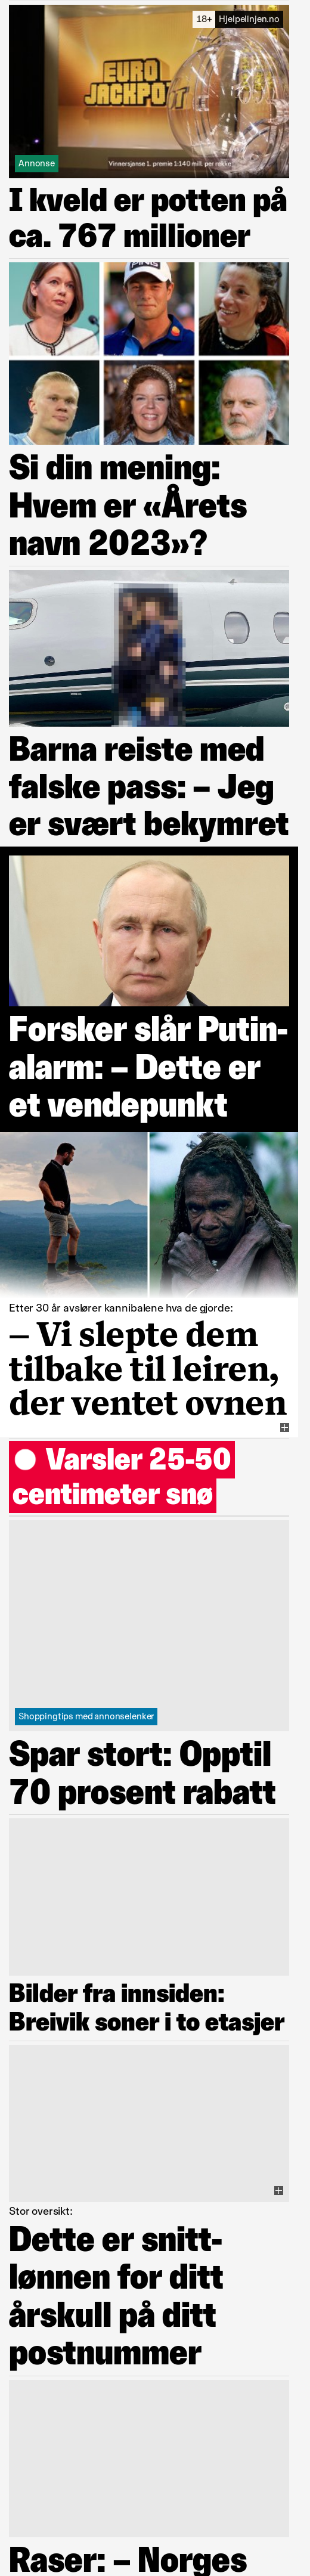 18+ Hjelpelinjen.no
EURO
JACKPOT
Annonse
Vinnersjanse 1. premie 1:140 mill. per rekke
I kveld er potten på
ca. 767 millioner
Si din mening:
Hvem er «Årets
navn 2023»?
Barna reiste med
falske pass: – Jeg
er svært bekymret
Forsker slår Putin-
alarm: – Dette er
et vendepunkt
Etter 30 år avslører kannibalene hva de gjorde:
– Vi slepte dem
tilbake til leiren,
der ventet ovnen
Varsler 25-50
centimeter snø
Shoppingtips med annonselenker
Spar stort: Opptil
70 prosent rabatt
Bilder fra innsiden:
Breivik soner i to etasjer
Stor oversikt:
Dette er snitt-
lønnen for ditt
årskull på ditt
postnummer
Raser: – Norges